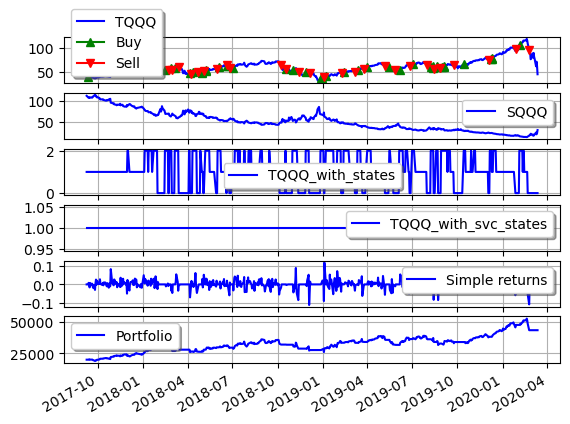 TQQQ
Buy
Sell
100
50
SQQQ
100
50
TQQQ_with_states
2
0
TQQQ_with_svc_states
1.05
1.00
0.95
Simple returns
0.1
0.0
−0.1
Portfolio
50000
25000
2017-10 2018-01 2018-04 2018-07 2018-10 2019-01 2019-04 2019-07 2019-10 2020-01 2020-04